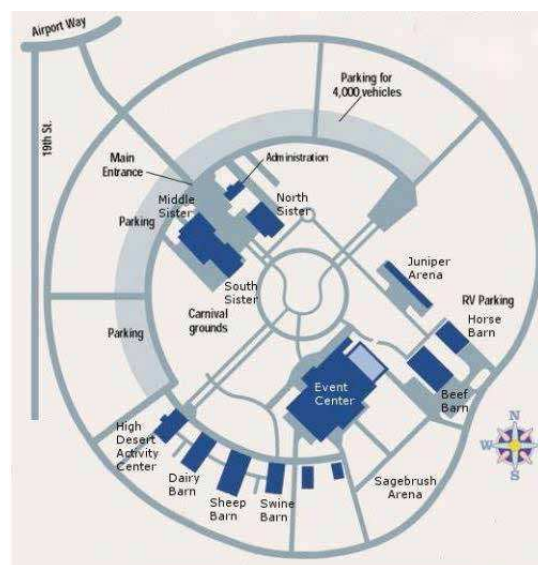 Airport Way
19th St.
Parking for
4,000 vehicles
Main
Entrance
Administration
Middle
Sister
North
Sister
Parking
South
Sister
Juniper
Arena
Carnival
grounds
RV Parking
Horse
Barn
Parking
Event
Center
Beef
Barn
High
Desert
Activity
Center
Dairy
Barn
Sheep
Barn
Swine
Barn
Sagebrush
Arena
N
W
E
S